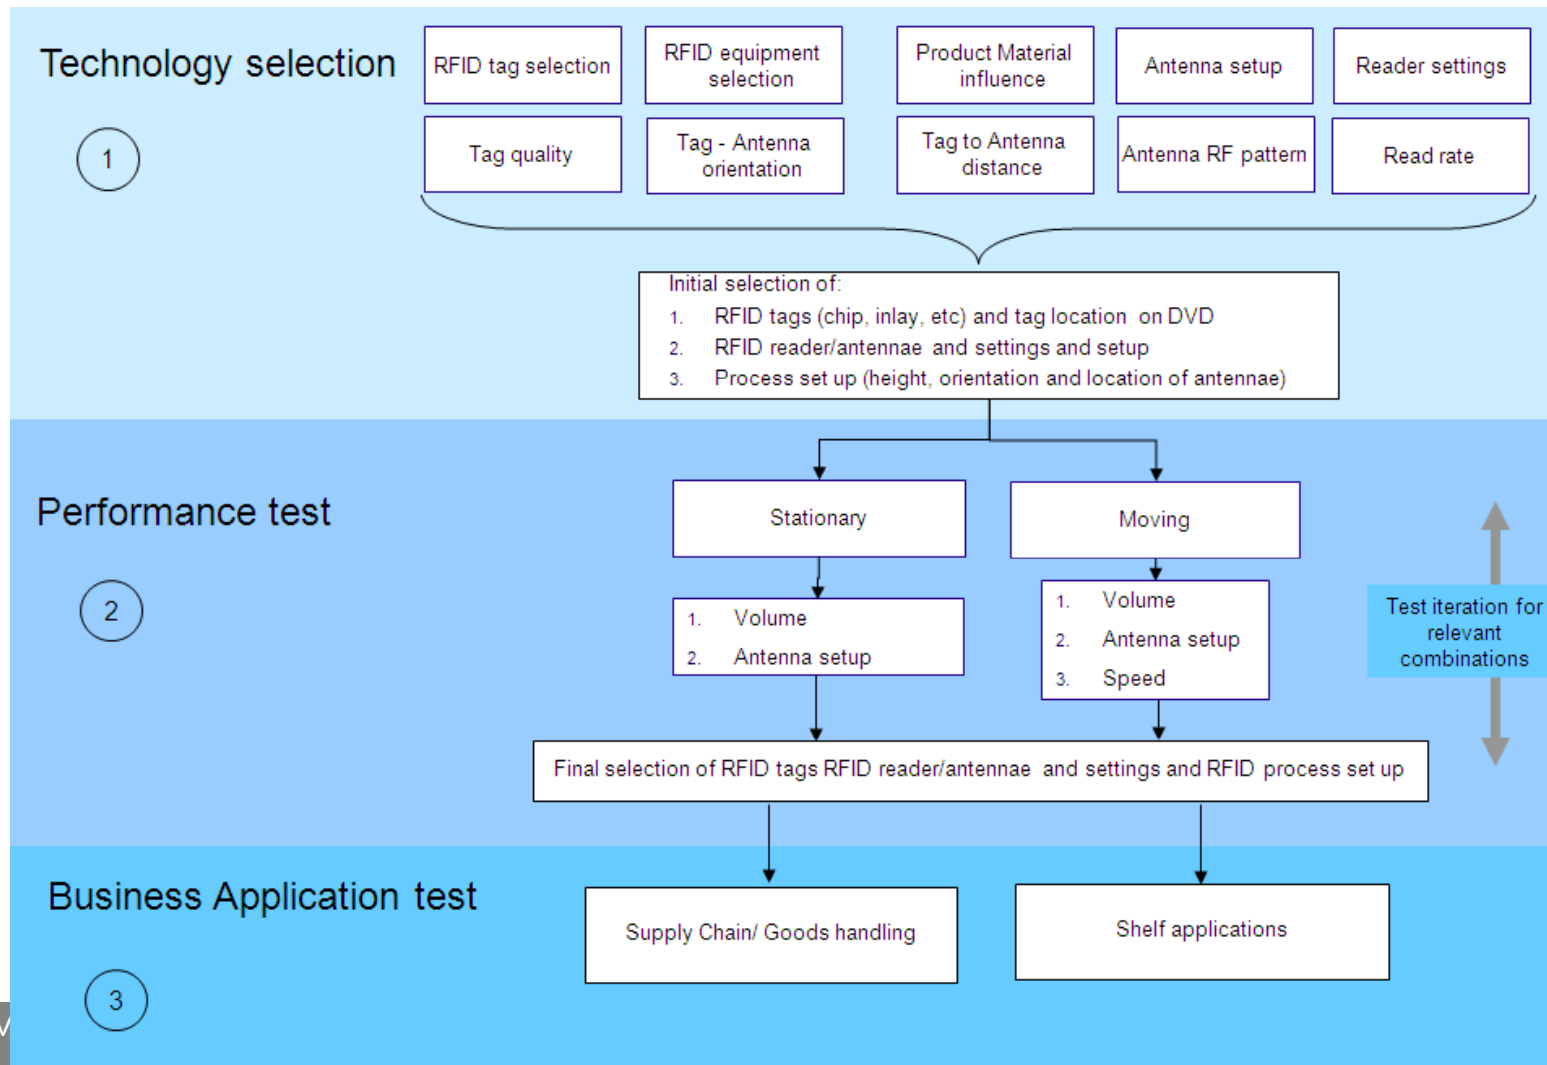 Technology selection
1
RFID tag selection
RFID equipment
selection
Product Material
influence
Antenna setup
Reader settings
Tag quality
Tag - Antenna
orientation
Tag to Antenna
distance
Antenna RF pattern
Read rate
Initial selection of:
1. RFID tags (chip, inlay, etc) and tag location on DVD
2. RFID reader/antennae and settings and setup
3. Process set up (height, orientation and location of antennae)
Performance test
2
Stationary
Moving
1. Volume
2. Antenna setup
1. Volume
2. Antenna setup
3. Speed
Test iteration for
relevant
combinations
Final selection of RFID tags RFID reader/antennae and settings and RFID process set up
Business Application test
3
Supply Chain/ Goods handling
Shelf applications